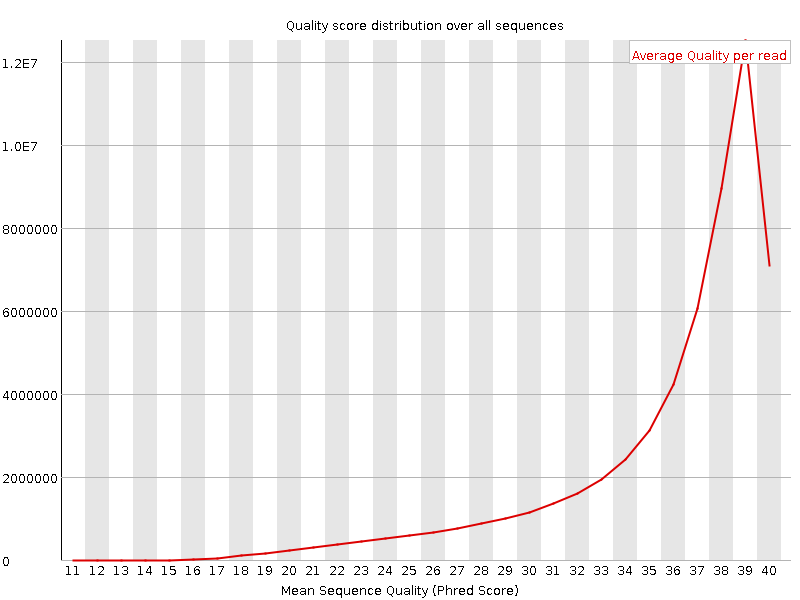 Quality score distribution over all sequences
Average Quality per read
1.2E7
1.0E7
8000000
6000000
4000000
2000000
0
11 12 13 14 15 16 17 18 19 20 21 22 23 24 25 26 27 28 29 30 31 32 33 34 35 36 37 38 39 40
Mean Sequence Quality (Phred Score)